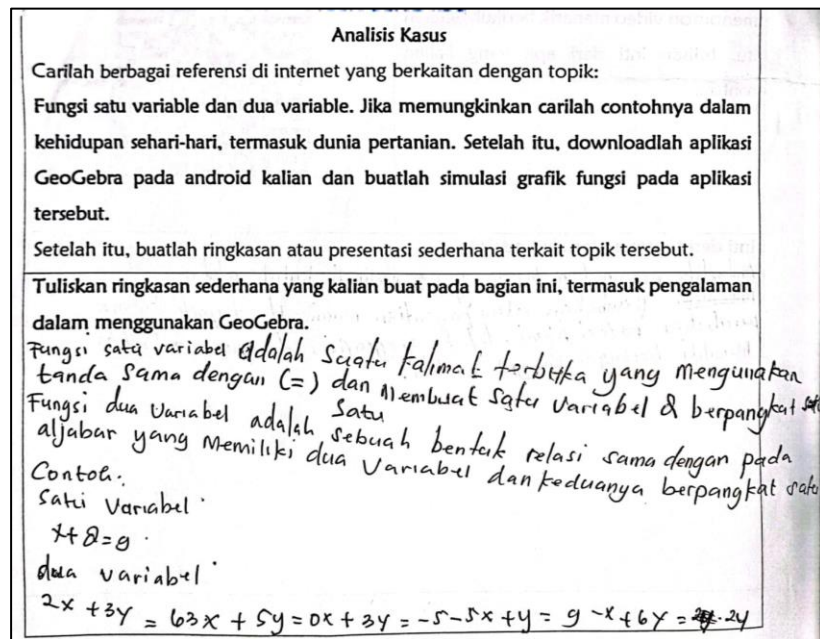 Analisis Kasus
Carilah berbagai referensi di internet yang berkaitan dengan topik:
Fungsi satu variable dan dua variable. Jika memungkinkan carilah contohnya dalam
kehidupan sehari-hari, termasuk dunia pertanian. Setelah itu, downloadlah aplikasi
GeoGebra pada android kalian dan buatlah simulasi grafik fungsi pada aplikasi
tersebut.
Setelah itu, buatlah ringkasan atau presentasi sederhana terkait topik tersebut.
Tuliskan ringkasan sederhana yang kalian buat pada bagian ini, termasuk pengalaman
dalam menggunakan GeoGebra.
Fungsi satu variabel adalah suatu kalimat terbuka yang mengunakan
tanda sama dengan (=) dan membuat satu variabel & berpangkat satu
Satu
Fungsi dua variabel adalah sebuah bentuk relasi sama dengan pada
aljabar yang memiliki dua variabel dan keduanya berpangkat satu
Contoh:
satu variabel
x+8=9
dua variabel
2x+3y = 63x + 5y = 0x + 3y = -5 - 5x + y = 9 -x + 6y = 24